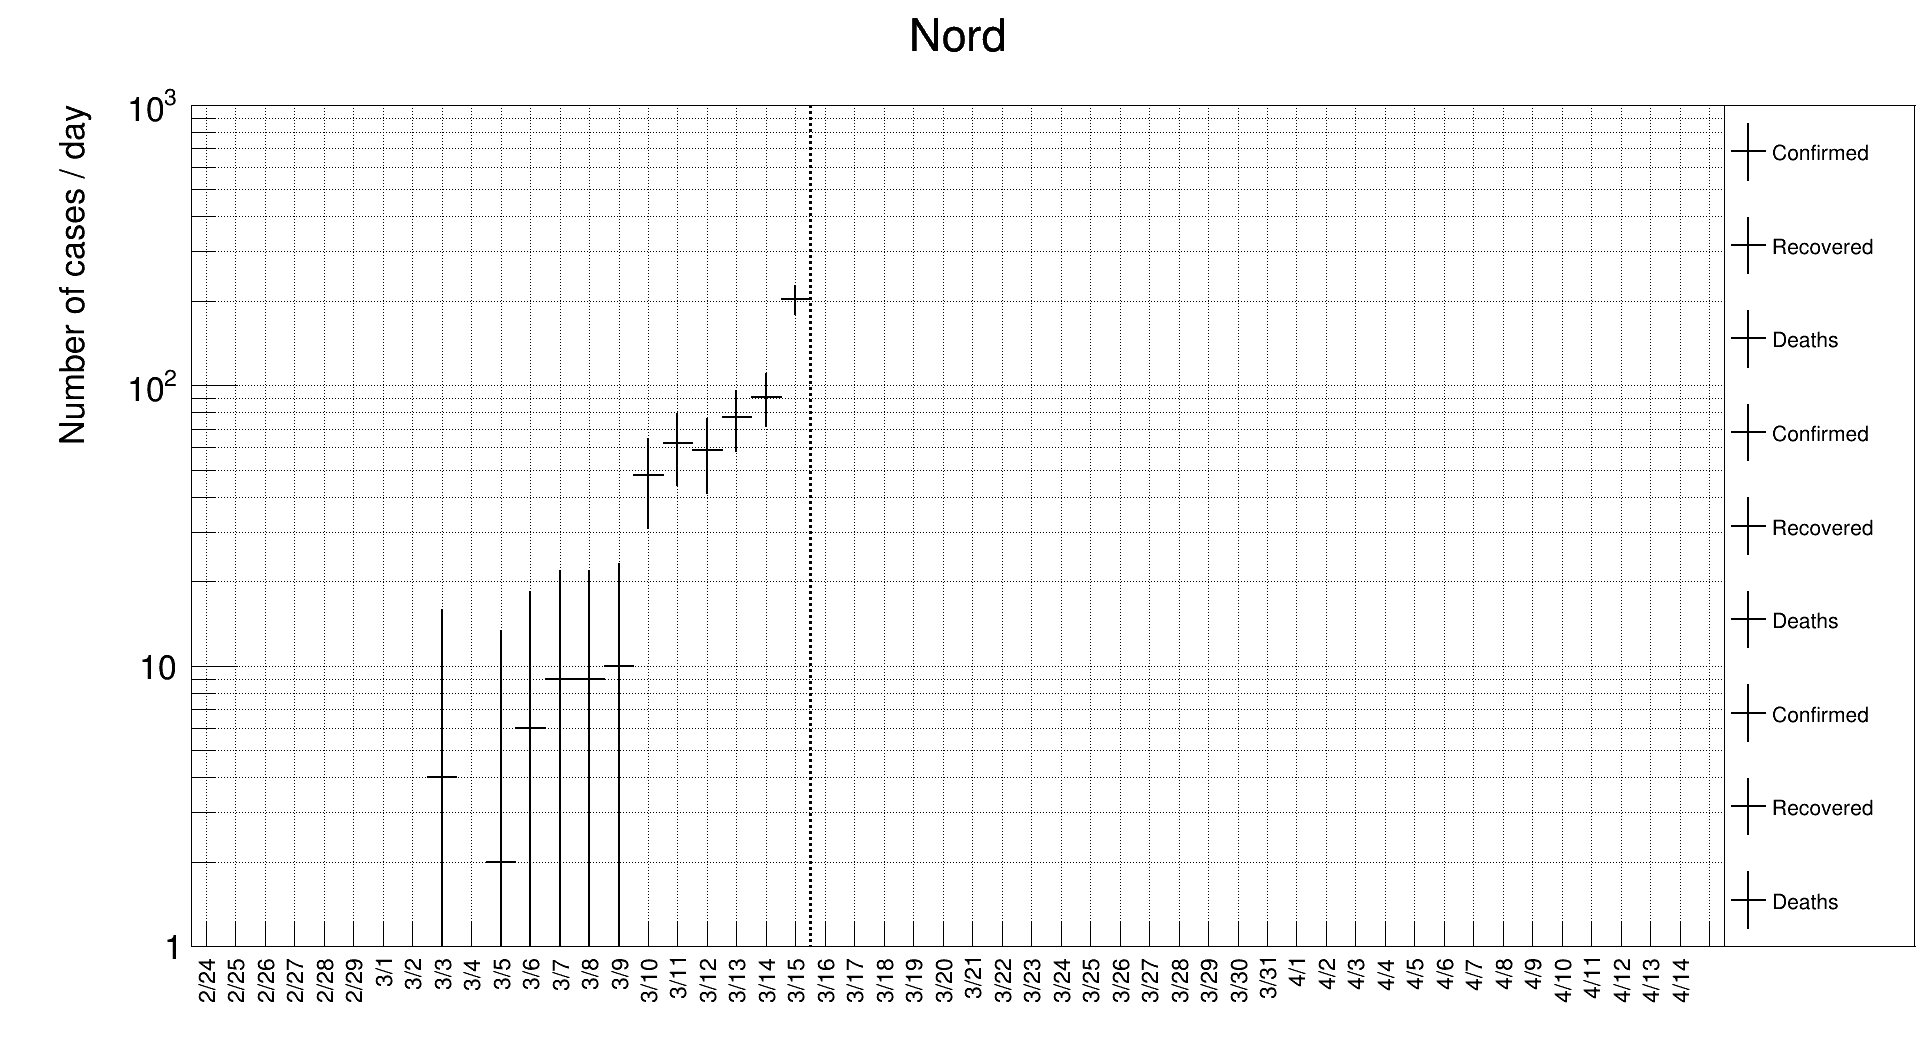 Nord
Number of cases / day
10³
10²
10
1
2/24 2/25 2/26 2/27 2/28 2/29 3/1 3/2 3/3 3/4 3/5 3/6 3/7 3/8 3/9 3/10 3/11 3/12 3/13 3/14 3/15 3/16 3/17 3/18 3/19 3/20 3/21 3/22 3/23 3/24 3/25 3/26 3/27 3/28 3/29 3/30 3/31 4/1 4/2 4/3 4/4 4/5 4/6 4/7 4/8 4/9 4/10 4/11 4/12 4/13 4/14
Confirmed
Recovered
Deaths
Confirmed
Recovered
Deaths
Confirmed
Recovered
Deaths